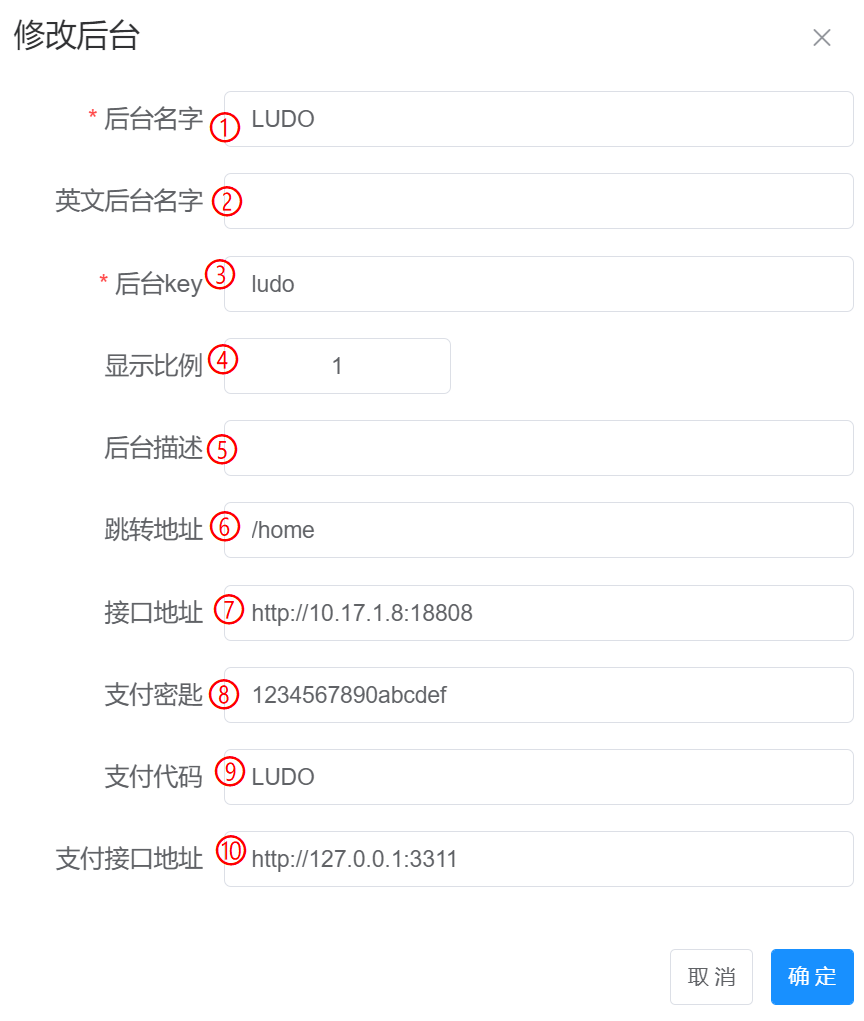 修改后台
* 后台名字 ① LUDO
英文后台名字 ②
* 后台key ③ ludo
显示比例 ④ 1
后台描述 ⑤
跳转地址 ⑥ /home
接口地址 ⑦ http://10.17.1.8:18808
支付密匙 ⑧ 1234567890abcdef
支付代码 ⑨ LUDO
支付接口地址 ⑩ http://127.0.0.1:3311
取消 确定